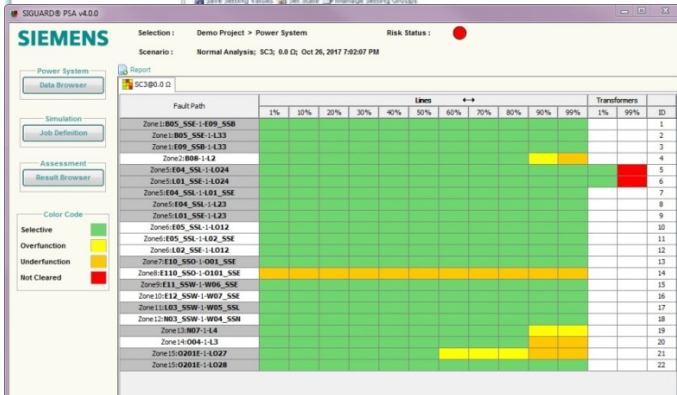 SIGUARD® PSA v4.0.0
SIEMENS
Selection : Demo Project > Power System Risk Status :
Scenario : Normal Analysis; SC3; 0.0 Ω; Oct 26, 2017 7:02:07 PM
Power System
Data Browser
Simulation
Job Definition
Assessment
Result Browser
Color Code
Selective
Overfunction
Underfunction
Not Cleared
Report
SC3@0.0 Ω
Fault Path Lines ↔ Transformers
1% 10% 20% 30% 40% 50% 60% 70% 80% 90% 99% 1% 99% ID
Zone1:B05_SSE-1-E09_SSB 1
Zone1:B05_SSE-1-L33 2
Zone1:E09_SSB-1-L33 3
Zone2:B08-1-L2 4
Zone5:E04_SSL-1-LO24 5
Zone5:L01_SSE-1-LO24 6
Zone5:E04_SSL-1-L01_SSE 7
Zone5:E04_SSL-1-L23 8
Zone5:L01_SSE-1-L23 9
Zone6:E05_SSL-1-LO12 10
Zone6:E05_SSL-1-L02_SSE 11
Zone6:L02_SSE-1-LO12 12
Zone7:E10_SSO-1-O01_SSE 13
Zone8:E110_SSO-1-O101_SSE 14
Zone9:E11_SSW-1-W06_SSE 15
Zone10:E12_SSW-1-W07_SSE 16
Zone11:L03_SSW-1-W05_SSL 17
Zone12:N03_SSW-1-W04_SSN 18
Zone13:N07-1-L4 19
Zone14:O04-1-L3 20
Zone15:O201E-1-LO27 21
Zone15:O201E-1-LO28 22